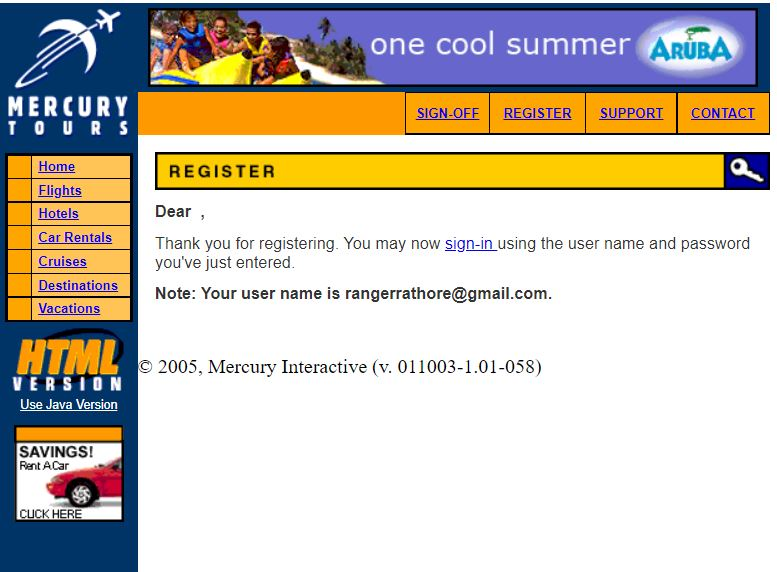 one cool summer ARUBA
MERCURY
TOURS
SIGN-OFF REGISTER SUPPORT CONTACT
Home
Flights
Hotels
Car Rentals
Cruises
Destinations
Vacations
REGISTER
Dear ,
Thank you for registering. You may now sign-in using the user name and password
you've just entered.
Note: Your user name is rangerrathore@gmail.com.
HTML
VERSION
Use Java Version
© 2005, Mercury Interactive (v. 011003-1.01-058)
SAVINGS!
Rent A Car
CLICK HERE